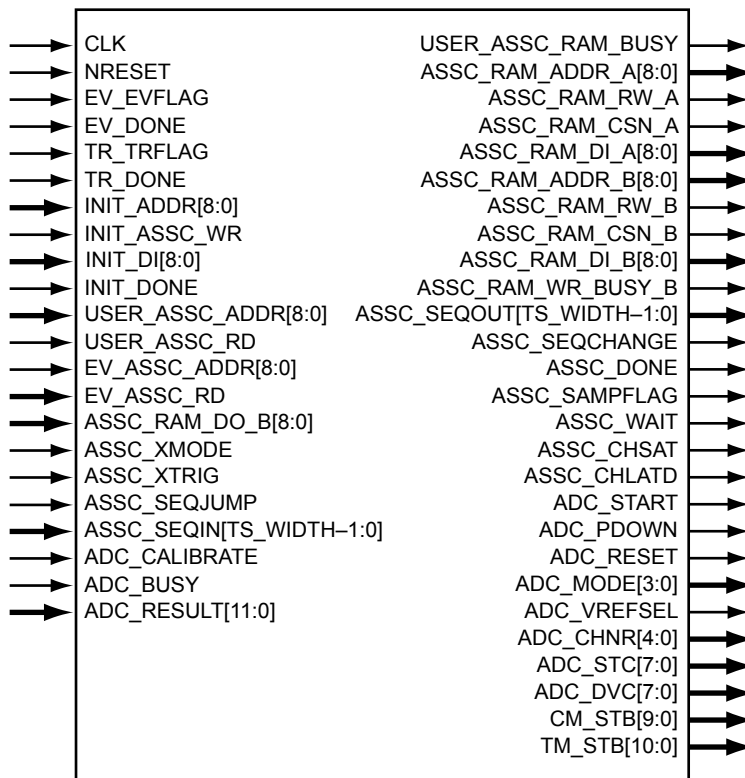 CLK
NRESET
EV_EVFLAG
EV_DONE
TR_TRFLAG
TR_DONE
INIT_ADDR[8:0]
INIT_ASSC_WR
INIT_DI[8:0]
INIT_DONE
USER_ASSC_ADDR[8:0]
USER_ASSC_RD
EV_ASSC_ADDR[8:0]
EV_ASSC_RD
ASSC_RAM_DO_B[8:0]
ASSC_XMODE
ASSC_XTRIG
ASSC_SEQJUMP
ASSC_SEQIN[TS_WIDTH–1:0]
ADC_CALIBRATE
ADC_BUSY
ADC_RESULT[11:0]
USER_ASSC_RAM_BUSY
ASSC_RAM_ADDR_A[8:0]
ASSC_RAM_RW_A
ASSC_RAM_CSN_A
ASSC_RAM_DI_A[8:0]
ASSC_RAM_ADDR_B[8:0]
ASSC_RAM_RW_B
ASSC_RAM_CSN_B
ASSC_RAM_DI_B[8:0]
ASSC_RAM_WR_BUSY_B
ASSC_SEQOUT[TS_WIDTH–1:0]
ASSC_SEQCHANGE
ASSC_DONE
ASSC_SAMPFLAG
ASSC_WAIT
ASSC_CHSAT
ASSC_CHLATD
ADC_START
ADC_PDOWN
ADC_RESET
ADC_MODE[3:0]
ADC_VREFSEL
ADC_CHNR[4:0]
ADC_STC[7:0]
ADC_DVC[7:0]
CM_STB[9:0]
TM_STB[10:0]